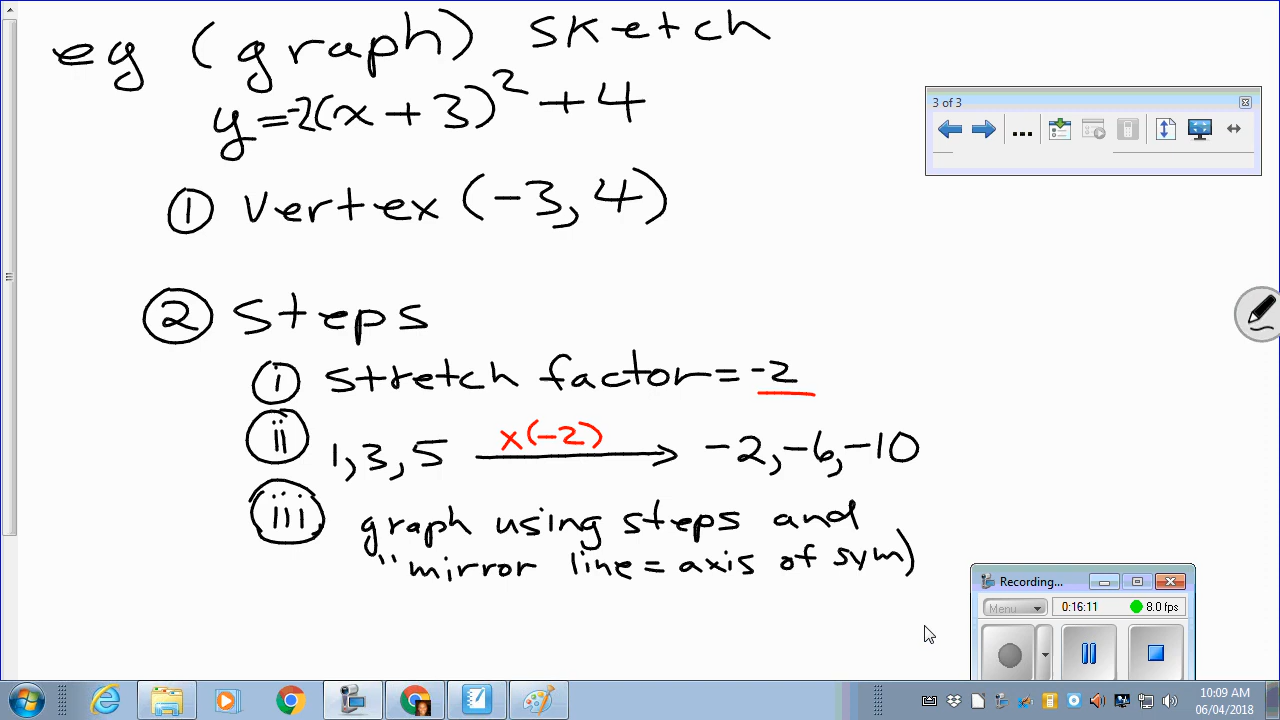 eg (graph) sketch
y=-2(x+3)²+4
① vertex (-3,4)
② Steps
ⓘ stretch factor = -2
ⓘⓘ 1,3,5 x(-2) → -2,-6,-10
ⓘⓘⓘ graph using steps and
"mirror line = axis of sym)
3 of 3
...
Recording...
Menu
0:16:11
8.0 fps
10:09 AM
06/04/2018